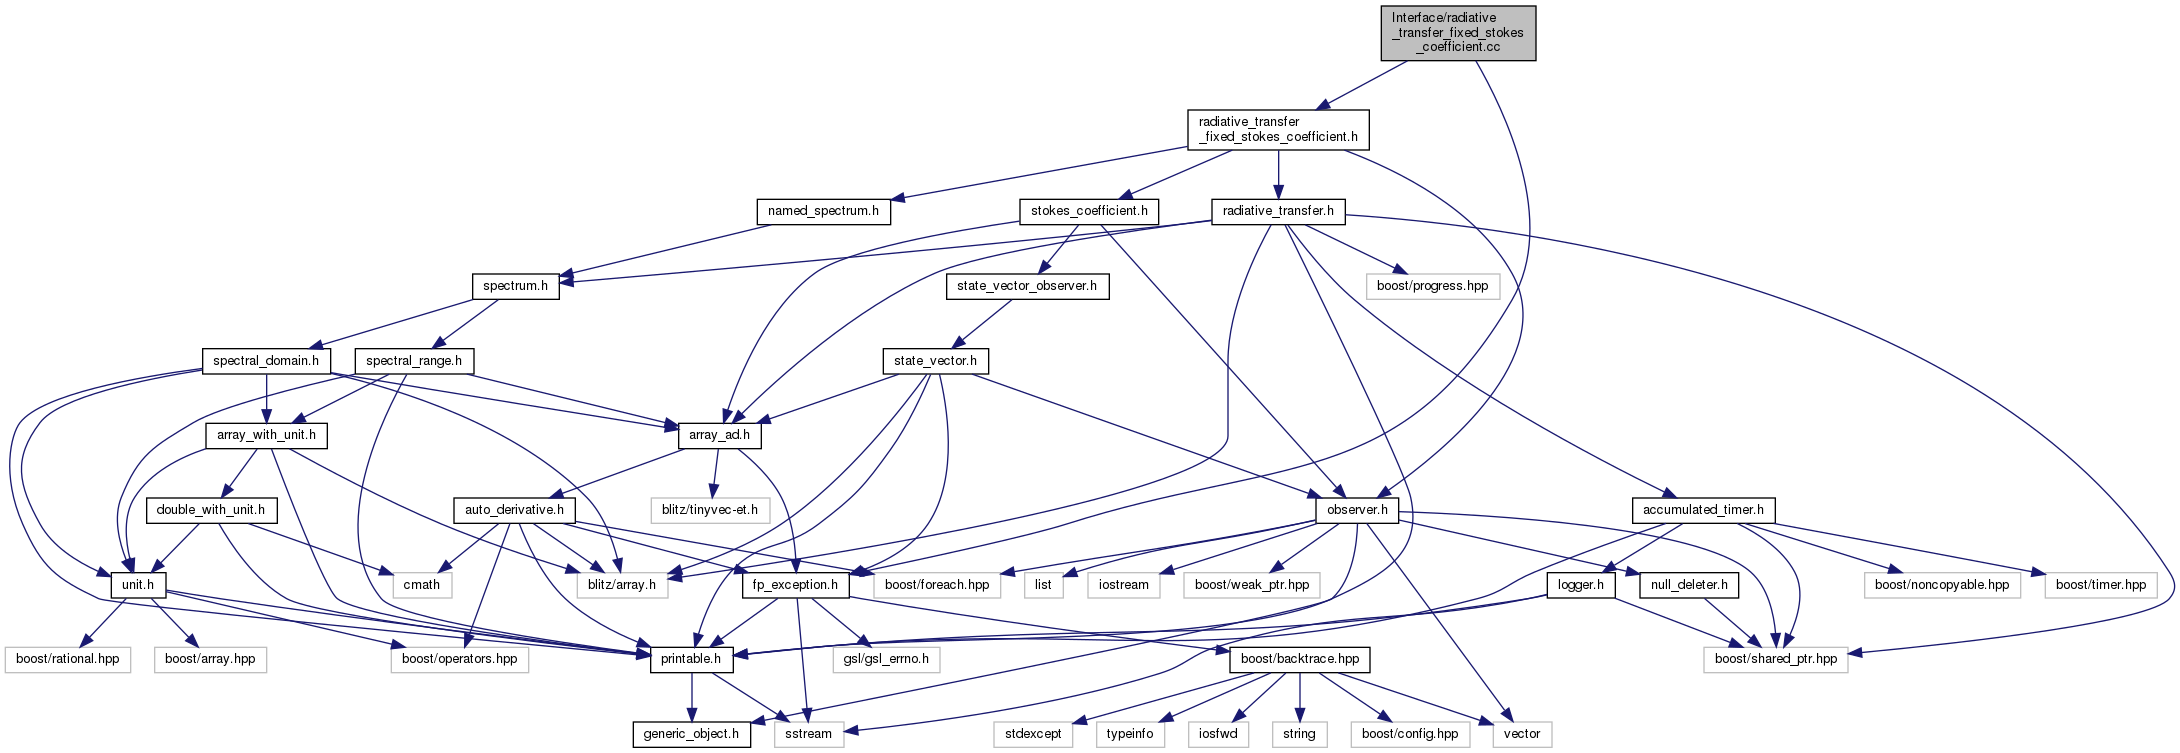 Interface/radiative
_transfer_fixed_stokes
_coefficient.cc
radiative_transfer
_fixed_stokes_coefficient.h
named_spectrum.h
stokes_coefficient.h
radiative_transfer.h
spectrum.h
state_vector_observer.h
boost/progress.hpp
spectral_domain.h
spectral_range.h
state_vector.h
array_with_unit.h
array_ad.h
double_with_unit.h
auto_derivative.h
blitz/tinyvec-et.h
observer.h
accumulated_timer.h
unit.h
cmath
blitz/array.h
fp_exception.h
boost/foreach.hpp
list
iostream
boost/weak_ptr.hpp
logger.h
null_deleter.h
boost/noncopyable.hpp
boost/timer.hpp
boost/rational.hpp
boost/array.hpp
boost/operators.hpp
printable.h
gsl/gsl_errno.h
boost/backtrace.hpp
boost/shared_ptr.hpp
generic_object.h
sstream
stdexcept
typeinfo
iosfwd
string
boost/config.hpp
vector